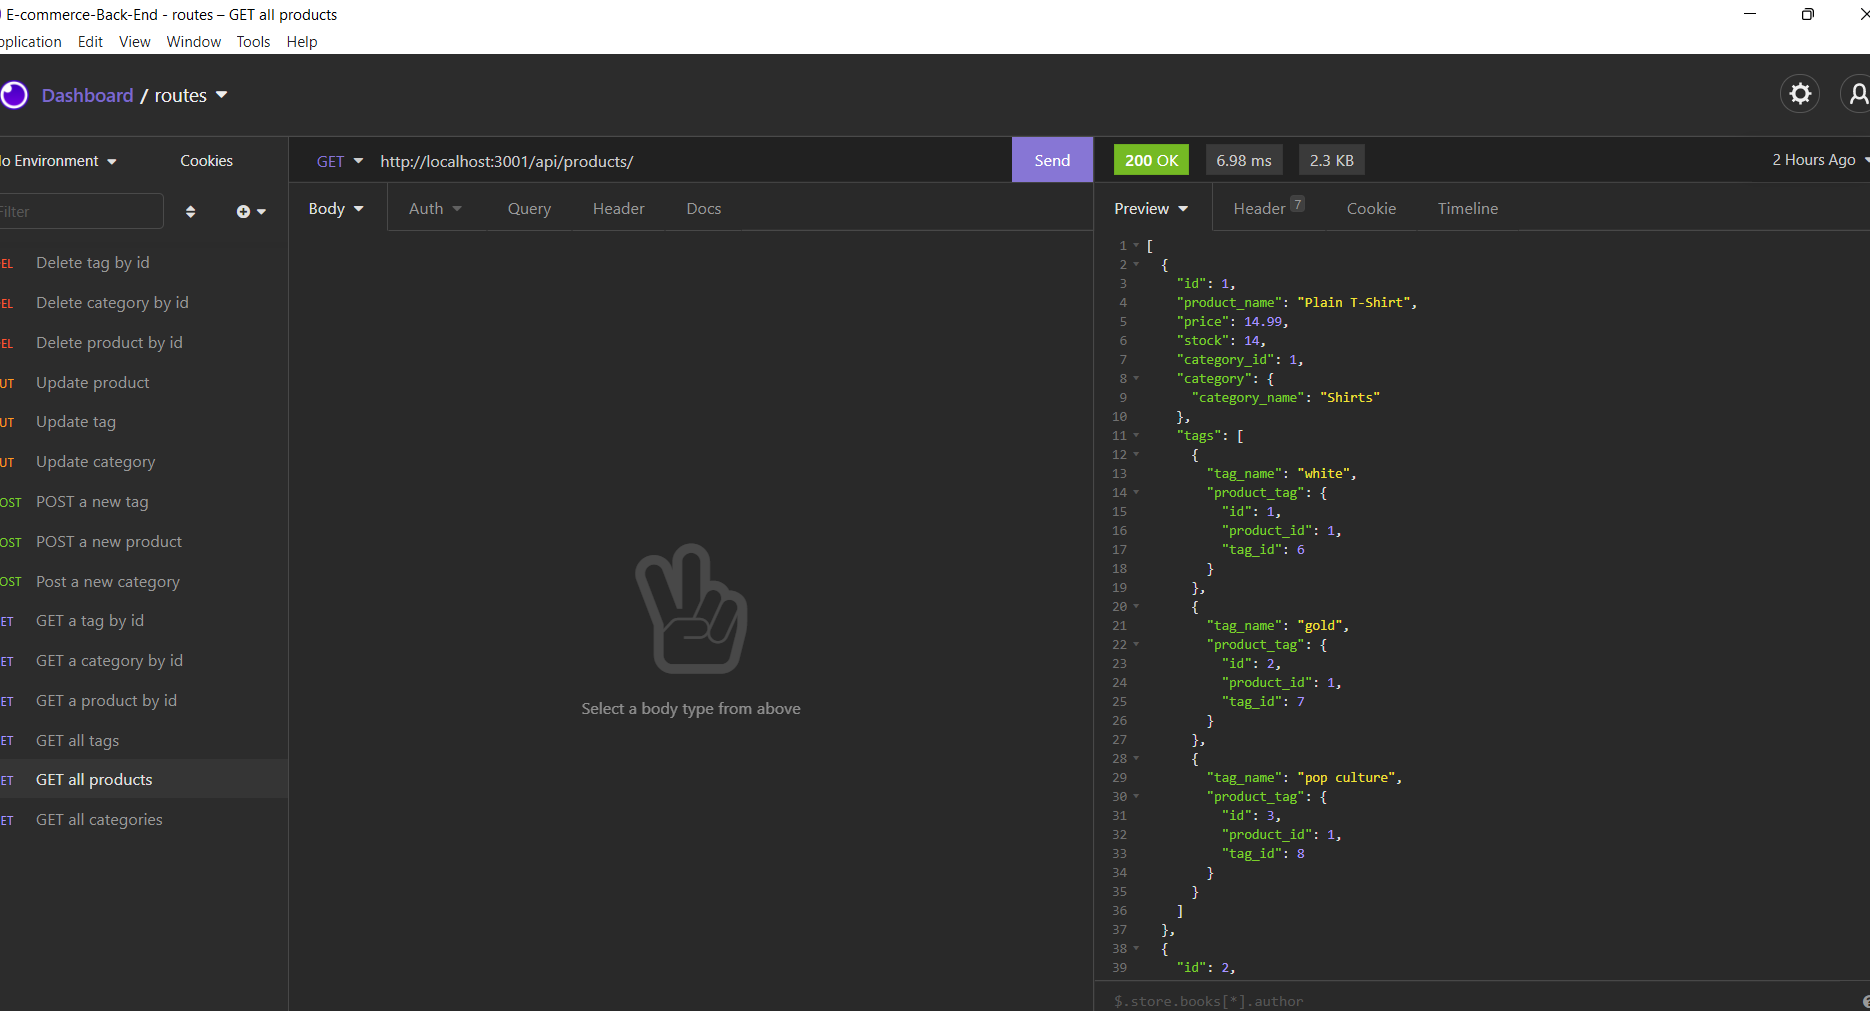 E-commerce-Back-End - routes – GET all products
pplication Edit View Window Tools Help
Dashboard / routes
lo Environment Cookies
Filter
EL Delete tag by id
EL Delete category by id
EL Delete product by id
UT Update product
UT Update tag
UT Update category
OST POST a new tag
OST POST a new product
OST Post a new category
ET GET a tag by id
ET GET a category by id
ET GET a product by id
ET GET all tags
ET GET all products
ET GET all categories
GET http://localhost:3001/api/products/ Send
Body Auth Query Header Docs
Select a body type from above
200 OK 6.98 ms 2.3 KB 2 Hours Ago
Preview Header 7 Cookie Timeline
1 [
2 {
3 "id": 1,
4 "product_name": "Plain T-Shirt",
5 "price": 14.99,
6 "stock": 14,
7 "category_id": 1,
8 "category": {
9 "category_name": "Shirts"
10 },
11 "tags": [
12 {
13 "tag_name": "white",
14 "product_tag": {
15 "id": 1,
16 "product_id": 1,
17 "tag_id": 6
18 }
19 },
20 {
21 "tag_name": "gold",
22 "product_tag": {
23 "id": 2,
24 "product_id": 1,
25 "tag_id": 7
26 }
27 },
28 {
29 "tag_name": "pop culture",
30 "product_tag": {
31 "id": 3,
32 "product_id": 1,
33 "tag_id": 8
34 }
35 }
36 ]
37 },
38 {
39 "id": 2,
$.store.books[*].author